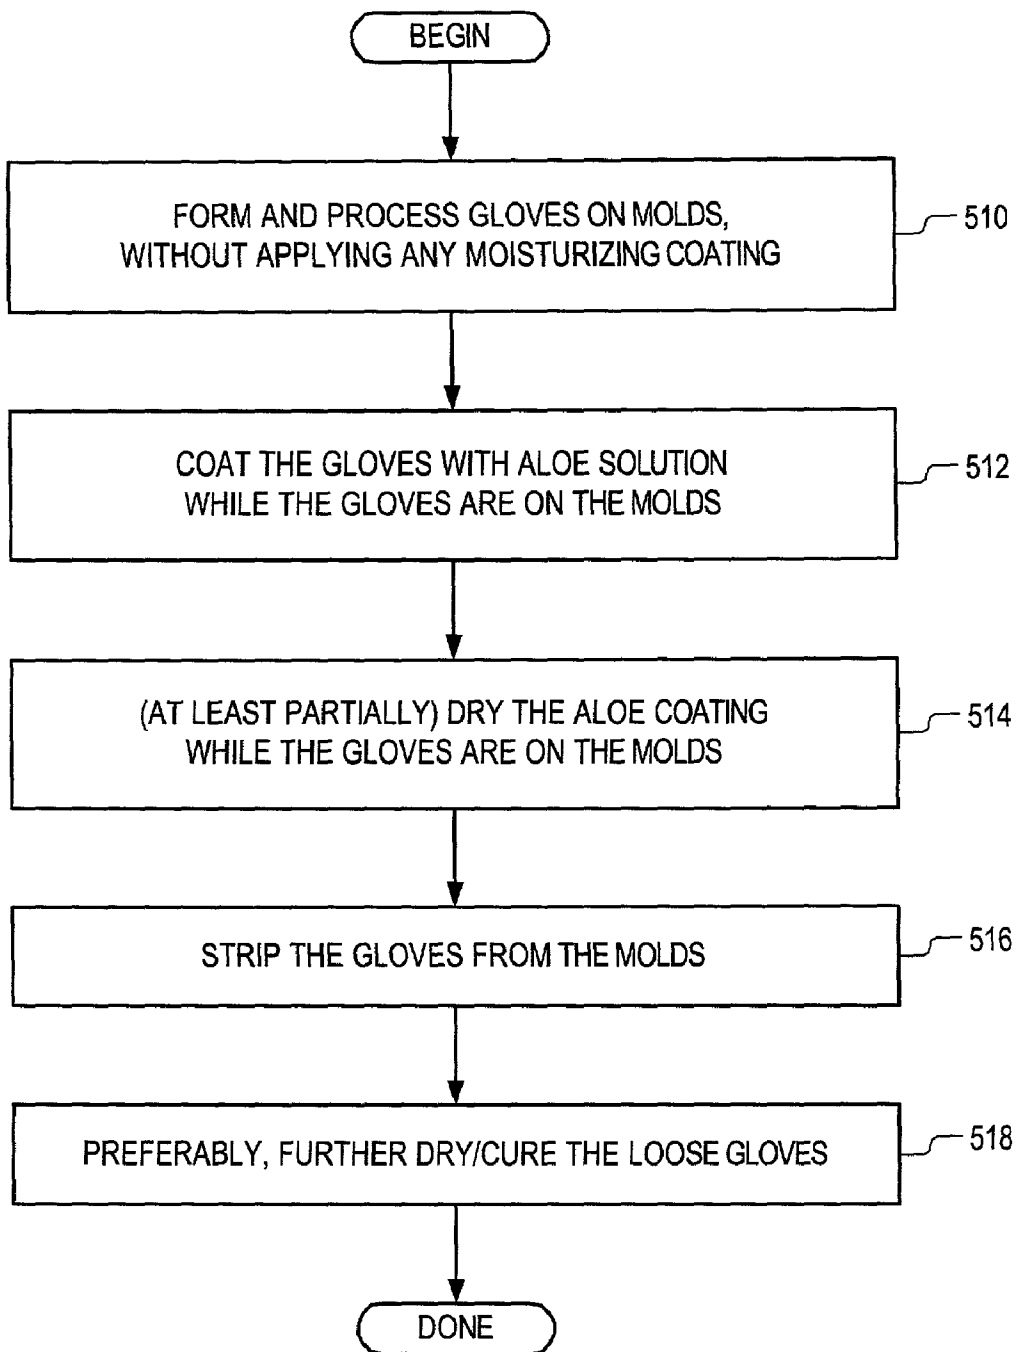 BEGIN
FORM AND PROCESS GLOVES ON MOLDS,
WITHOUT APPLYING ANY MOISTURIZING COATING
510
COAT THE GLOVES WITH ALOE SOLUTION
WHILE THE GLOVES ARE ON THE MOLDS
512
(AT LEAST PARTIALLY) DRY THE ALOE COATING
WHILE THE GLOVES ARE ON THE MOLDS
514
STRIP THE GLOVES FROM THE MOLDS
516
PREFERABLY, FURTHER DRY/CURE THE LOOSE GLOVES
518
DONE